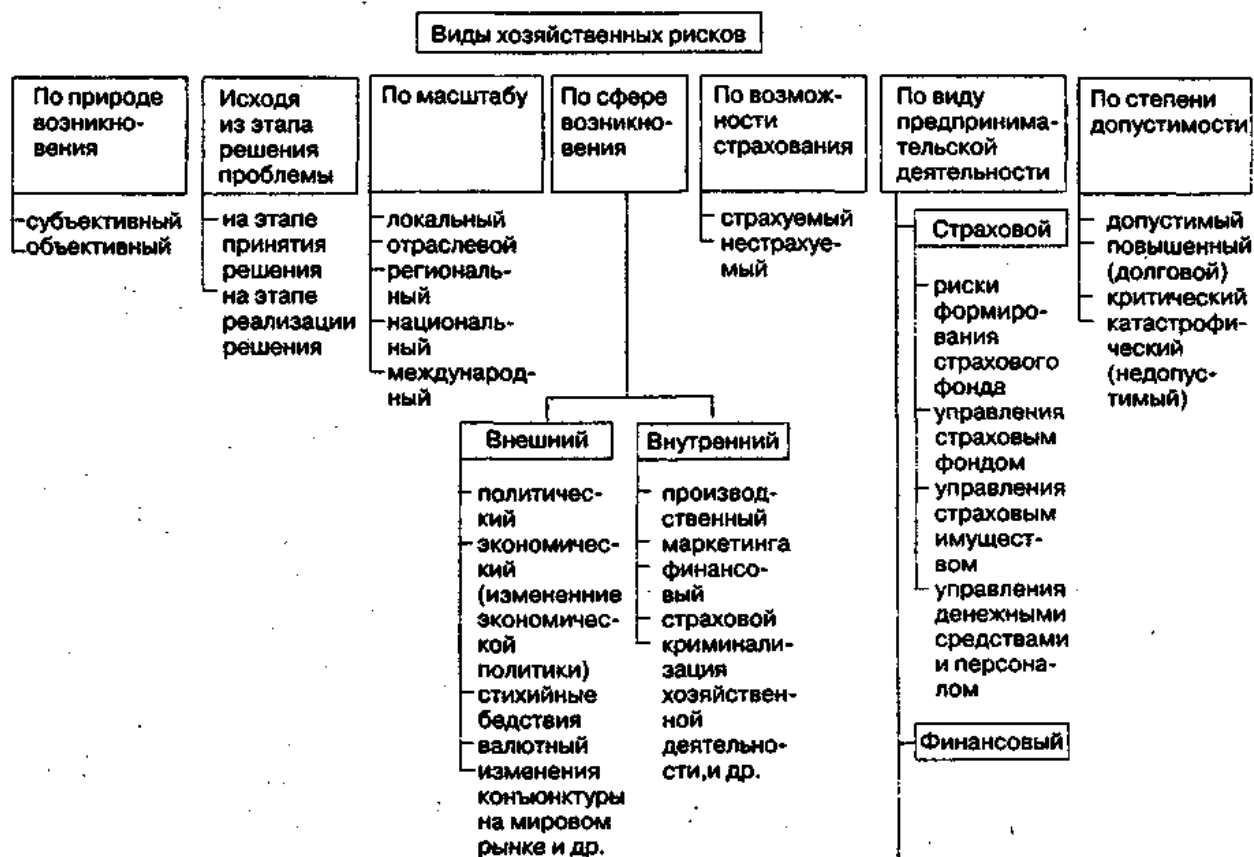 Виды хозяйственных рисков
По природе
возникно-
вения
субъективный
объективный
Исходя
из этапа
решения
проблемы
на этапе
принятия
решения
на этапе
реализации
решения
По масштабу
локальный
отраслевой
региональ-
ный
националь-
ный
международ-
ный
По сфере
возникно-
вения
Внешний
политичес-
кий
экономичес-
кий
(измененние
экономичес-
кой
политики)
стихийные
бедствия
валютный
изменения
конъюнктуры
на мировом
рынке и др.
Внутренний
производ-
ственный
маркетинга
финансо-
вый
страховой
криминали-
зация
хозяйствен-
ной
деятельно-
сти,и др.
По возмож-
ности
страхования
страхуемый
нестрахуе-
мый
По виду
предпринима-
тельской
деятельности
Страховой
риски
формиро-
вания
страхового
фонда
управления
страховым
фондом
управления
страховым
имущест-
вом
управления
денежными
средствами
и персона-
лом
Финансовый
По степени
допустимости
допустимый
повышенный
(долговой)
критический
катастрофи-
ческий
(недопус-
тимый)